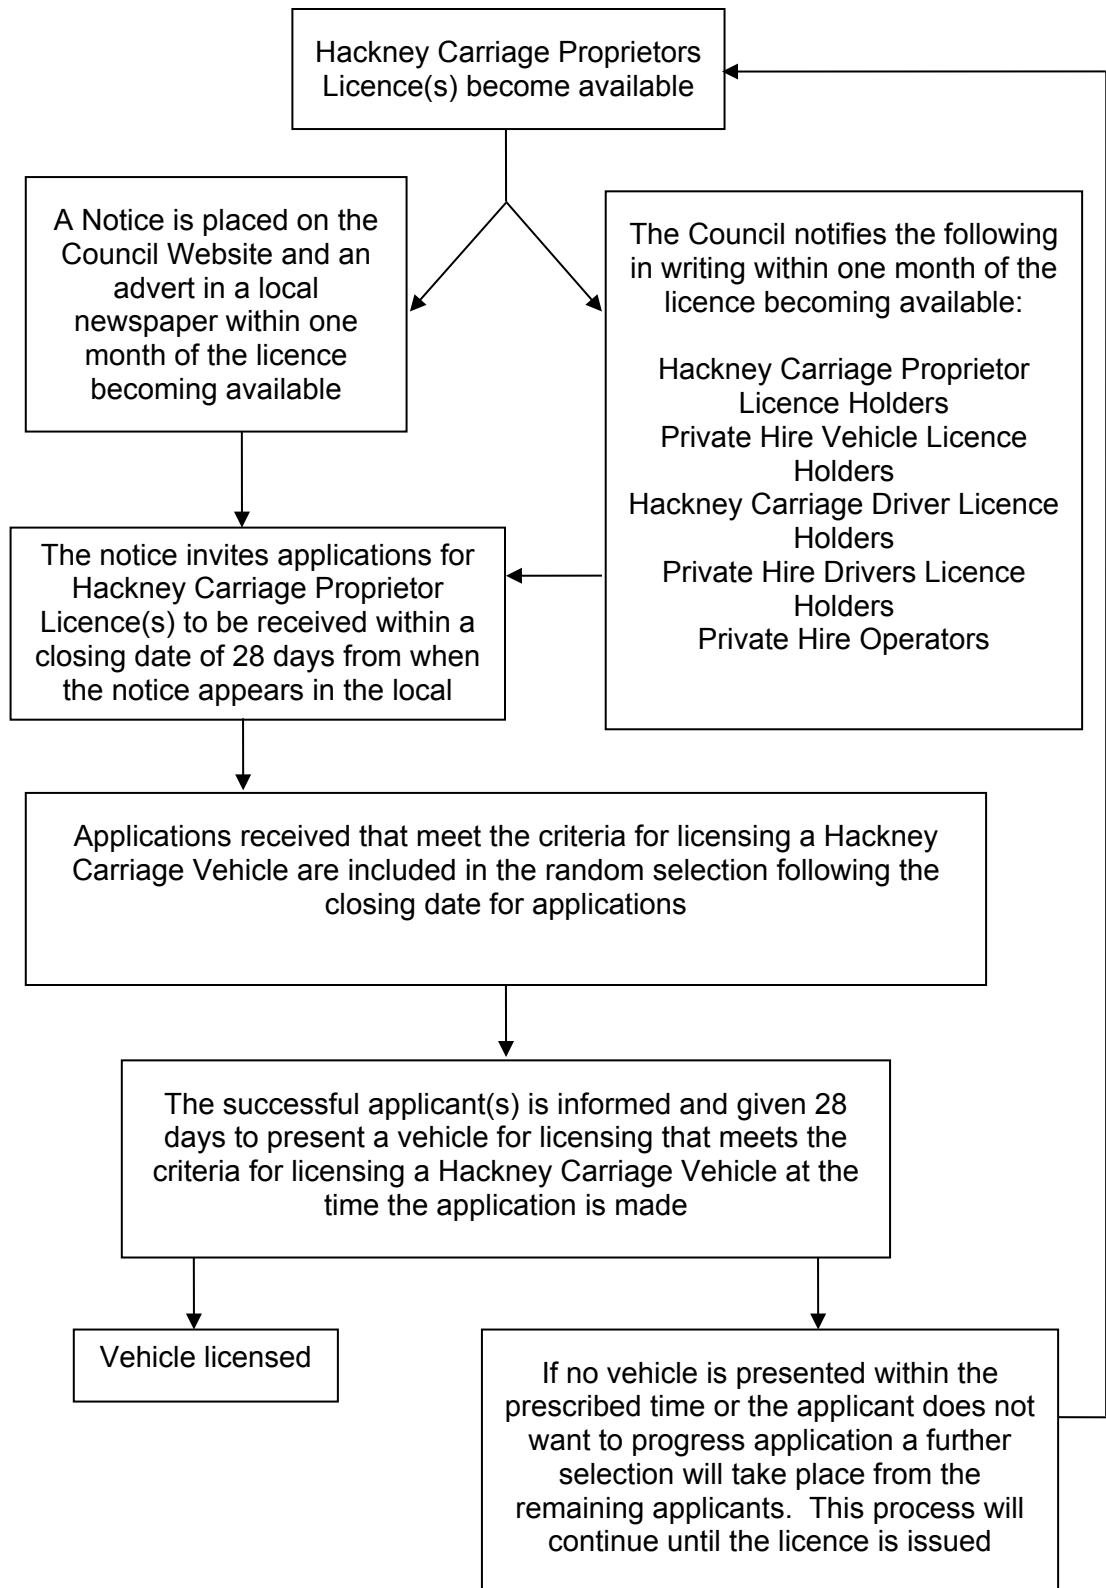 Hackney Carriage Proprietors
Licence(s) become available
A Notice is placed on the
Council Website and an
advert in a local
newspaper within one
month of the licence
becoming available
The Council notifies the following
in writing within one month of the
licence becoming available:
Hackney Carriage Proprietor
Licence Holders
Private Hire Vehicle Licence
Holders
Hackney Carriage Driver Licence
Holders
Private Hire Drivers Licence
Holders
Private Hire Operators
The notice invites applications for
Hackney Carriage Proprietor
Licence(s) to be received within a
closing date of 28 days from when
the notice appears in the local
Applications received that meet the criteria for licensing a Hackney
Carriage Vehicle are included in the random selection following the
closing date for applications
The successful applicant(s) is informed and given 28
days to present a vehicle for licensing that meets the
criteria for licensing a Hackney Carriage Vehicle at the
time the application is made
Vehicle licensed
If no vehicle is presented within the
prescribed time or the applicant does not
want to progress application a further
selection will take place from the
remaining applicants.  This process will
continue until the licence is issued